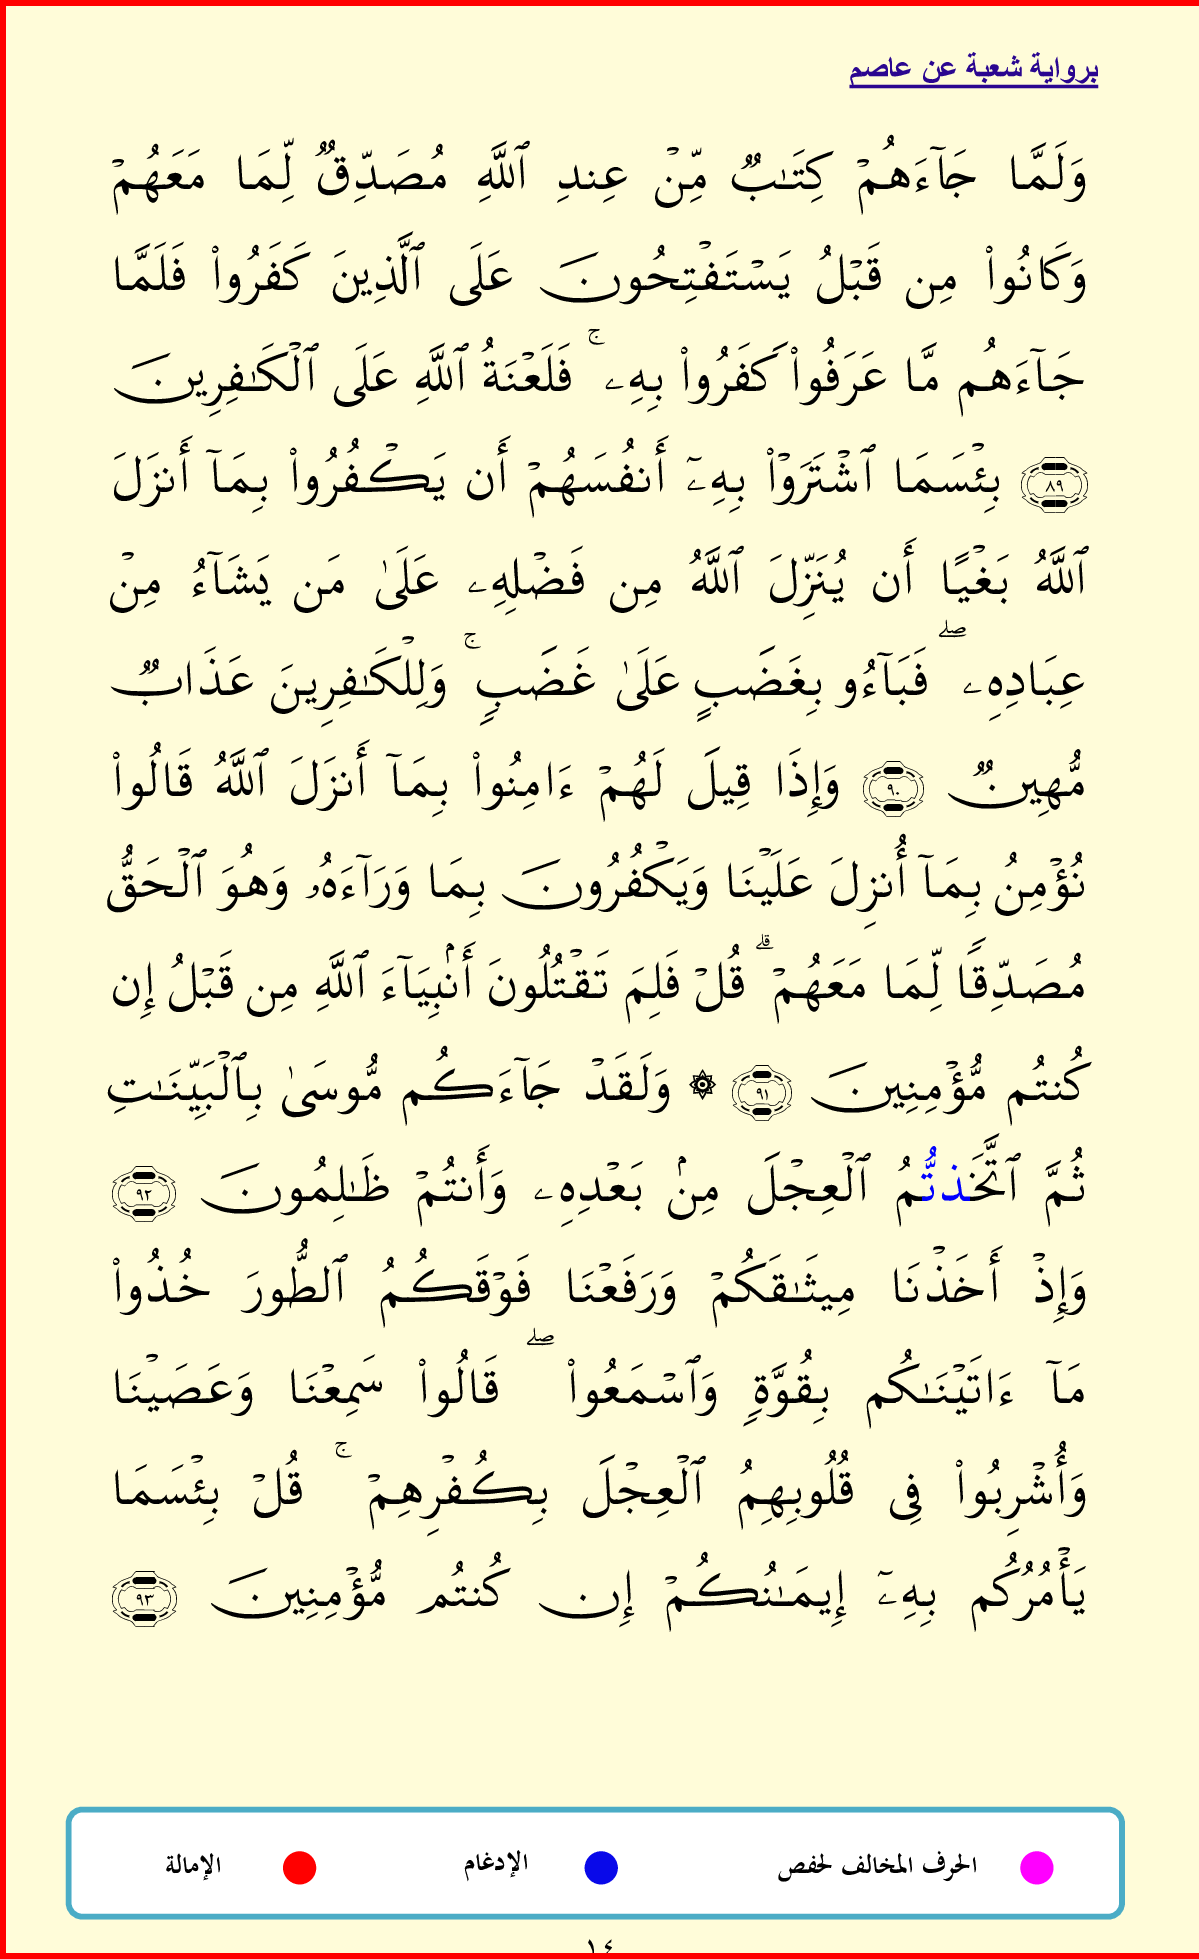 برواية شعبة عن عاصم
وَلَمَّا جَآءَهُمْ كِتَٰبٌ مِّنْ عِندِ ٱللَّهِ مُصَدِّقٌ لِّمَا مَعَهُمْ
وَكَانُواْ مِن قَبْلُ يَسْتَفْتِحُونَ عَلَى ٱلَّذِينَ كَفَرُواْ فَلَمَّا
جَآءَهُم مَّا عَرَفُواْ كَفَرُواْ بِهِۦ ۚ فَلَعْنَةُ ٱللَّهِ عَلَى ٱلْكَٰفِرِينَ
٨٩ بِئْسَمَا ٱشْتَرَوْاْ بِهِۦٓ أَنفُسَهُمْ أَن يَكْفُرُواْ بِمَآ أَنزَلَ
ٱللَّهُ بَغْيًا أَن يُنَزِّلَ ٱللَّهُ مِن فَضْلِهِۦ عَلَىٰ مَن يَشَآءُ مِنْ
عِبَادِهِۦ ۖ فَبَآءُو بِغَضَبٍ عَلَىٰ غَضَبٍ ۚ وَلِلْكَٰفِرِينَ عَذَابٌ
مُّهِينٌ ٩٠ وَإِذَا قِيلَ لَهُمْ ءَامِنُواْ بِمَآ أَنزَلَ ٱللَّهُ قَالُواْ
نُؤْمِنُ بِمَآ أُنزِلَ عَلَيْنَا وَيَكْفُرُونَ بِمَا وَرَآءَهُۥ وَهُوَ ٱلْحَقُّ
مُصَدِّقًا لِّمَا مَعَهُمْ ۗ قُلْ فَلِمَ تَقْتُلُونَ أَنۢبِيَآءَ ٱللَّهِ مِن قَبْلُ إِن
كُنتُم مُّؤْمِنِينَ ٩١ ۞ وَلَقَدْ جَآءَكُم مُّوسَىٰ بِٱلْبَيِّنَٰتِ
ثُمَّ ٱتَّخَذتُّمُ ٱلْعِجْلَ مِنۢ بَعْدِهِۦ وَأَنتُمْ ظَٰلِمُونَ ٩٢
وَإِذْ أَخَذْنَا مِيثَٰقَكُمْ وَرَفَعْنَا فَوْقَكُمُ ٱلطُّورَ خُذُواْ
مَآ ءَاتَيْنَٰكُم بِقُوَّةٍ وَٱسْمَعُواْ ۖ قَالُواْ سَمِعْنَا وَعَصَيْنَا
وَأُشْرِبُواْ فِى قُلُوبِهِمُ ٱلْعِجْلَ بِكُفْرِهِمْ ۚ قُلْ بِئْسَمَا
يَأْمُرُكُم بِهِۦٓ إِيمَٰنُكُمْ إِن كُنتُم مُّؤْمِنِينَ ٩٣
الحرف المخالف لحفص الإدغام الإمالة
١٤